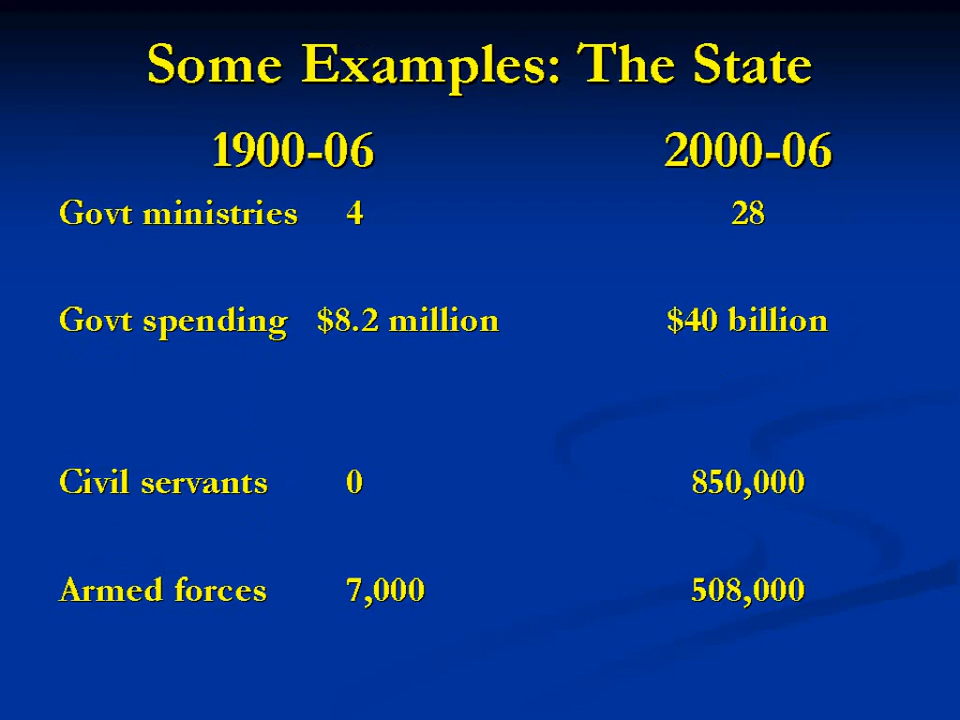 Some Examples: The State
1900-06 2000-06
Govt ministries 4 28
Govt spending $8.2 million $40 billion
Civil servants 0 850,000
Armed forces 7,000 508,000